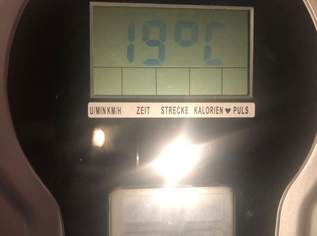 19°C
U/MIN KM/H ZEIT STRECKE KALORIEN ♥ PULS